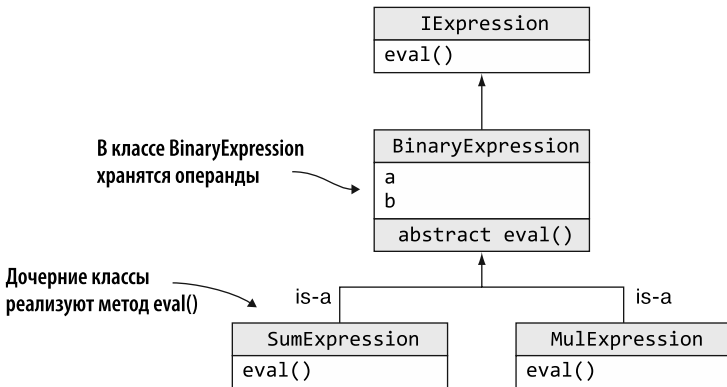 IExpression
eval()
BinaryExpression
a
b
abstract eval()
В классе BinaryExpression
хранятся операнды
Дочерние классы
реализуют метод eval()
is-a
is-a
SumExpression
eval()
MulExpression
eval()